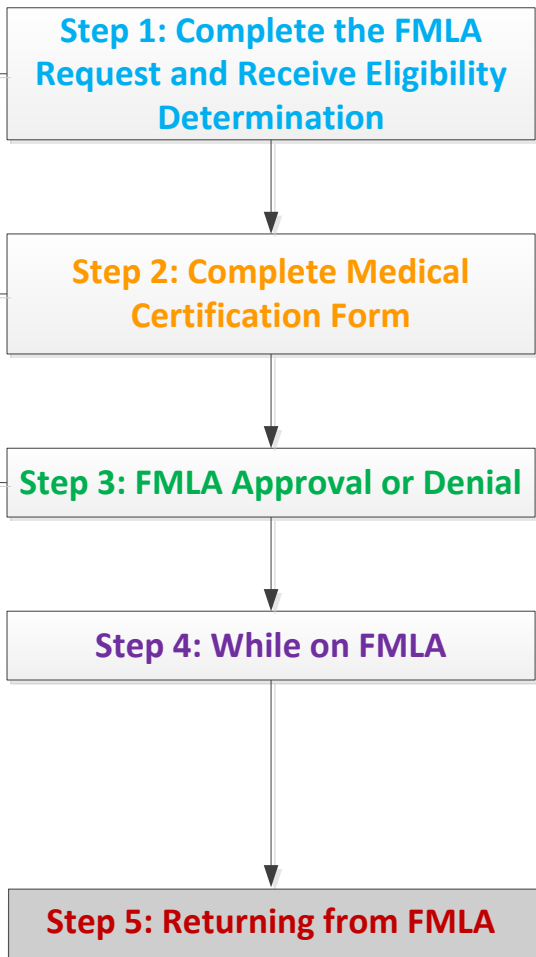 Step 1: Complete the FMLA
Request and Receive Eligibility
Determination
Step 2: Complete Medical
Certification Form
Step 3: FMLA Approval or Denial
Step 4: While on FMLA
Step 5: Returning from FMLA